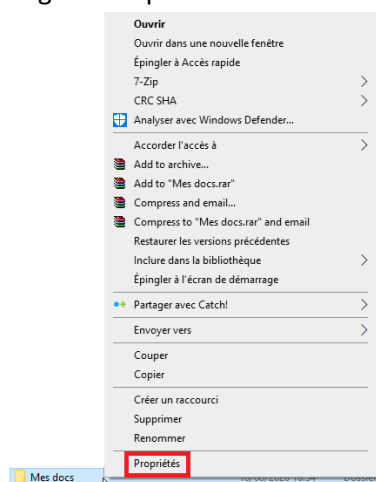 Ouvrir
Ouvrir dans une nouvelle fenêtre
Épingler à Accès rapide
7-Zip
CRC SHA
Analyser avec Windows Defender...
Accorder l'accès à
Add to archive...
Add to "Mes docs.rar"
Compress and email...
Compress to "Mes docs.rar" and email
Restaurer les versions précédentes
Inclure dans la bibliothèque
Épingler à l'écran de démarrage
Partager avec Catch!
Envoyer vers
Couper
Copier
Créer un raccourci
Supprimer
Renommer
Propriétés
Mes docs